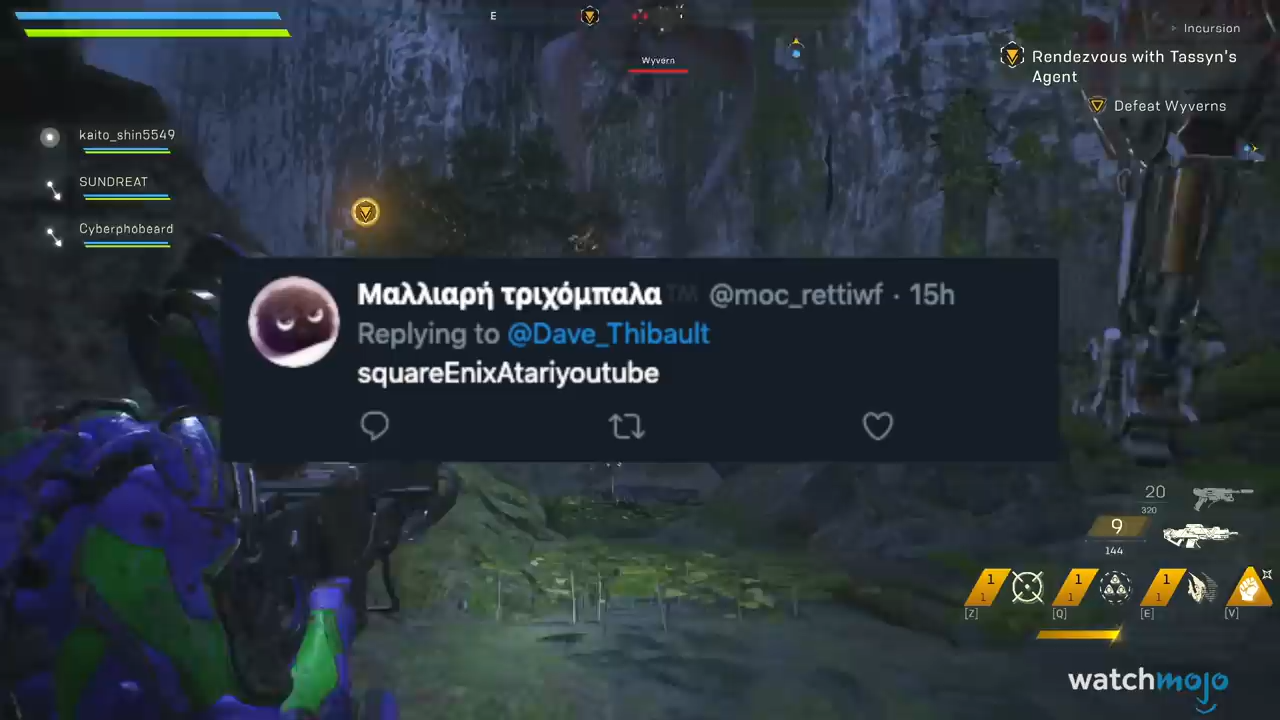 E
Wyvern
Incursion
Rendezvous with Tassyn's
Agent
Defeat Wyverns
kaito_shin5549
SUNDREAT
Cyberphobeard
Μαλλιαρή τριχόμπαλα™ @moc_rettiwf · 15h
Replying to @Dave_Thibault
squareEnixAtariyoutube
20
320
9
144
1 1 1
1 1 1
[Z] [Q] [E] [V]
watchmojo